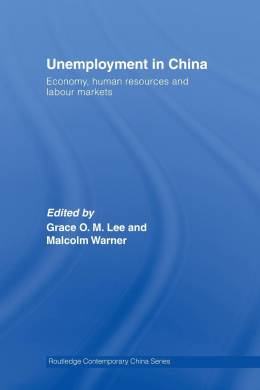 Unemployment in China
Economy, human resources and
labour markets
Edited by
Grace O. M. Lee and
Malcolm Warner
Routledge Contemporary China Series